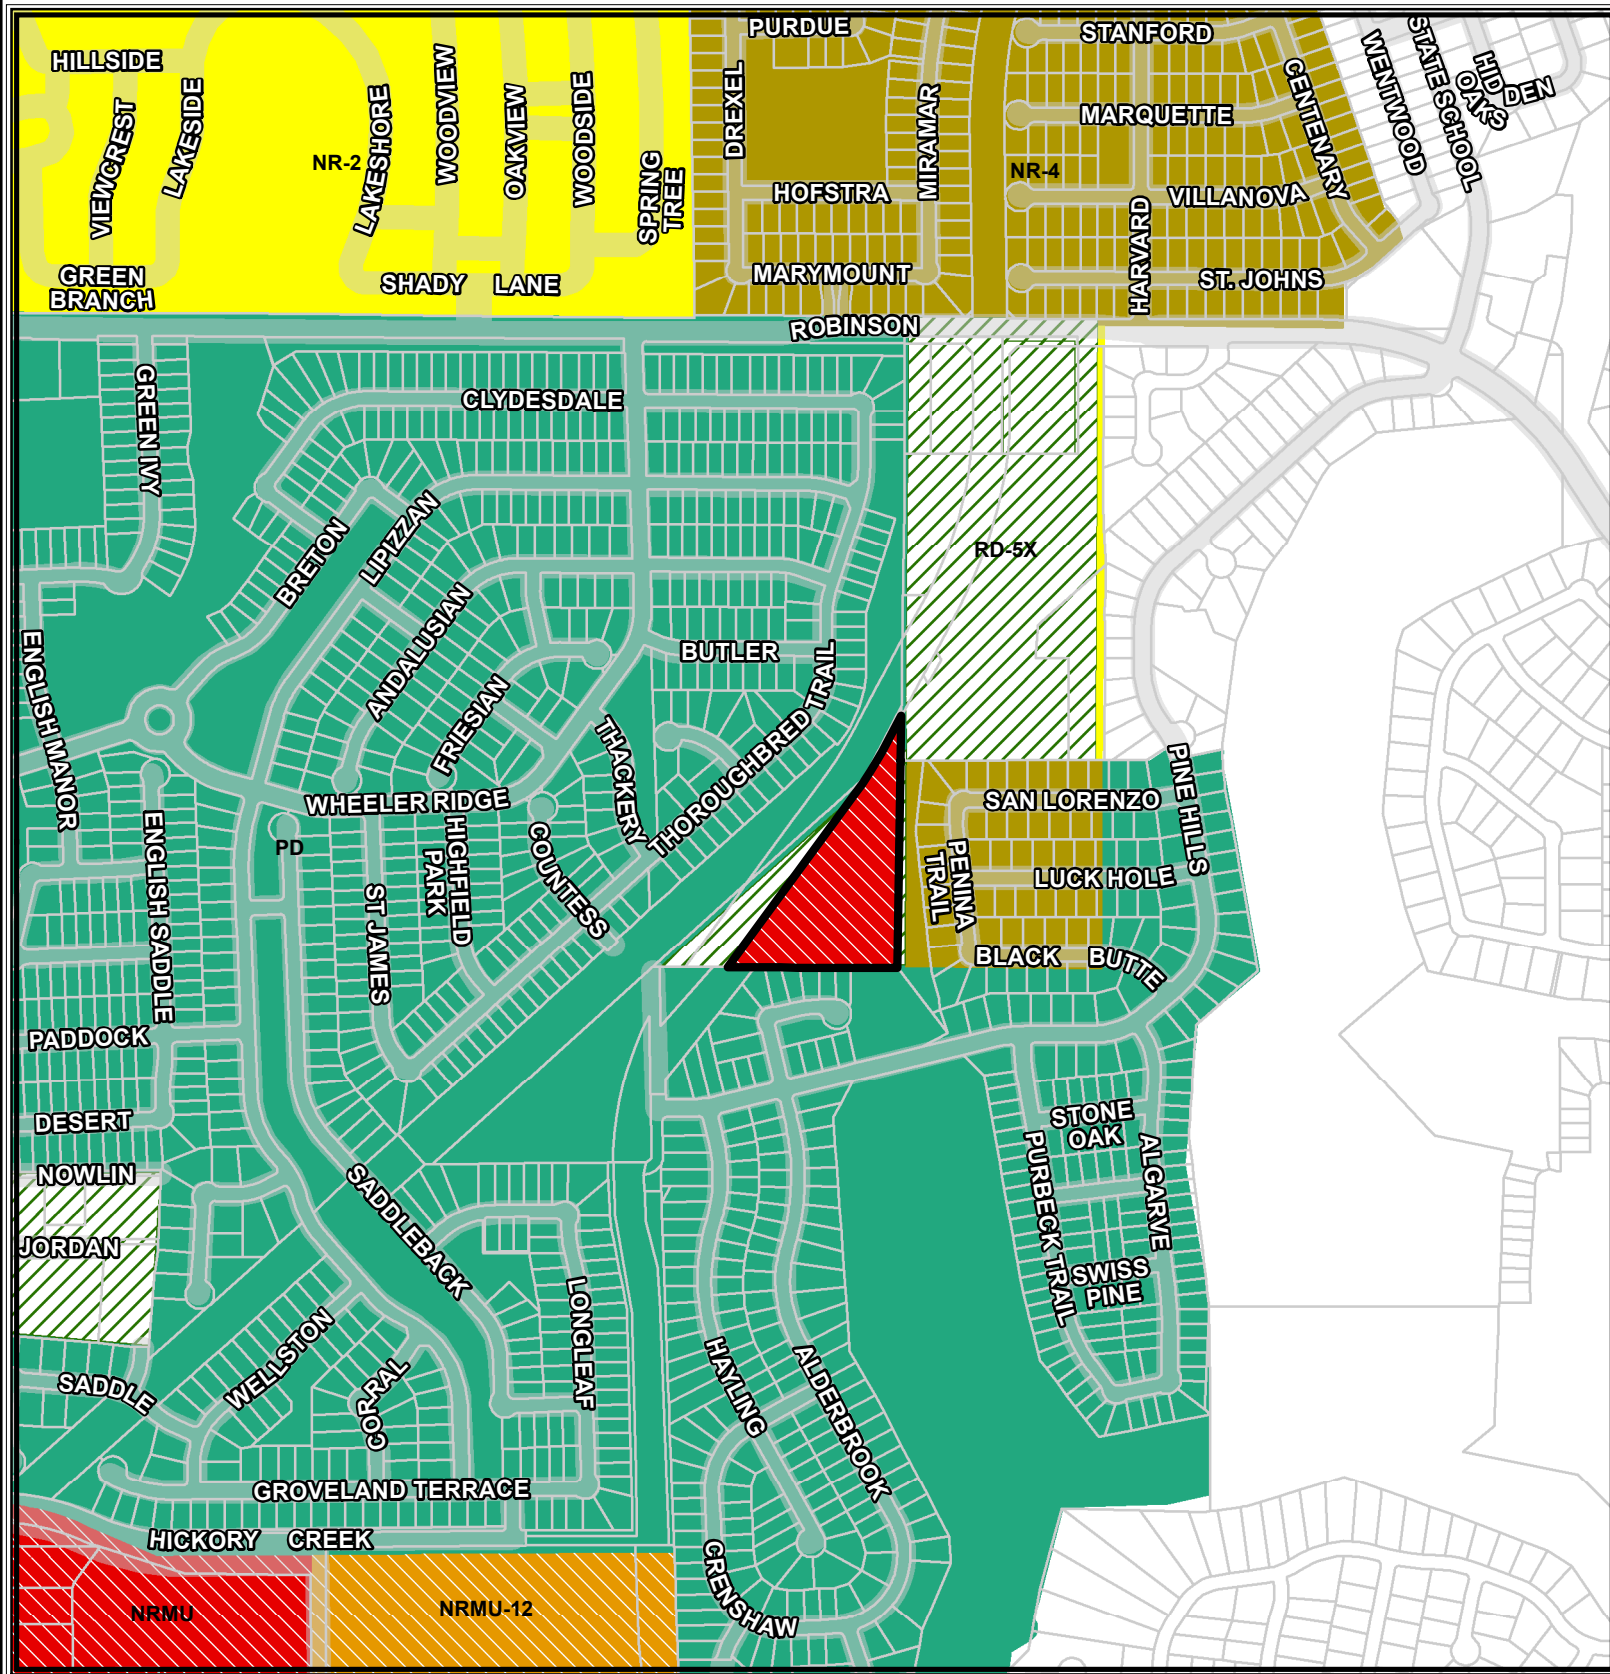 PURDUE
STANFORD
HILLSIDE
STATE SCHOOL
HID
DEN
OAKS
WENTWOOD
CENTENARY
VIEWCREST
LAKESIDE
LAKESHORE
WOODVIEW
OAKVIEW
WOODSIDE
DREXEL
MIRAMAR
MARQUETTE
NR-2
NR-4
SPRING
TREE
HOFSTRA
VILLANOVA
HARVARD
GREEN
BRANCH
SHADY
LANE
MARYMOUNT
ST. JOHNS
ROBINSON
GREEN IVY
CLYDESDALE
BRETON
LIPIZZAN
RD-5X
ANDALUSIAN
BUTLER
ENGLISH MANOR
FRIESIAN
THACKERY
THOROUGHBRED TRAIL
PINE HILLS
WHEELER RIDGE
SAN LORENZO
PD
HIGHFIELD
PARK
COUNTESS
ENGLISH SADDLE
ST JAMES
PENNA
TRAIL
LUCK HOLE
BLACK
BUTTE
PADDOCK
DESERT
STONE
OAK
NOWLIN
PURBECK TRAIL
ALGARVE
SADDLEBACK
JORDAN
SWISS
PINE
LONGLEAF
WELLSTON
CORRAL
SADDLE
HAYLING
ALDERBROOK
GROVELAND TERRACE
HICKORY
CREEK
CRENSHAW
NRMU
NRMU-12